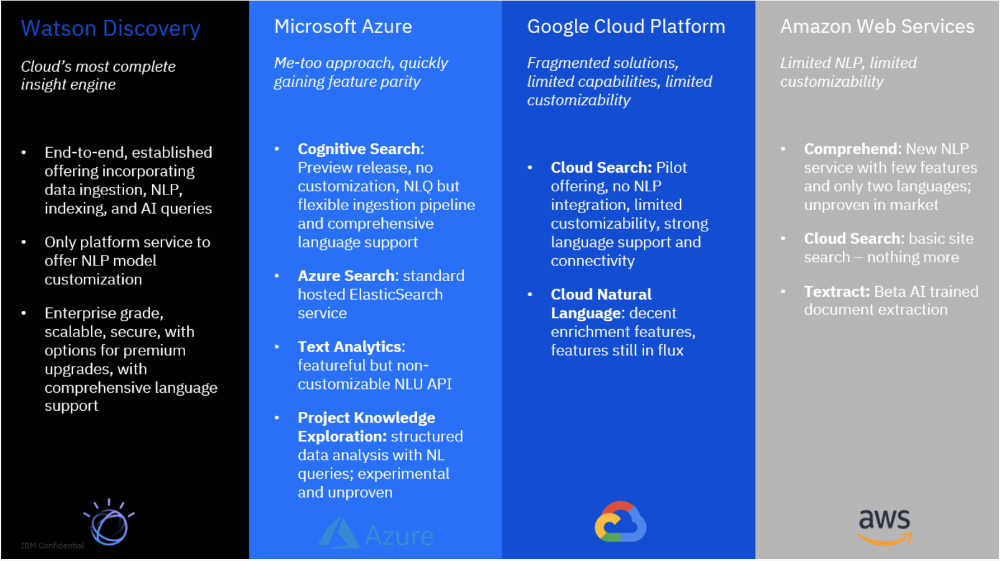 Watson Discovery
Cloud's most complete
insight engine
• End-to-end, established
offering incorporating
data ingestion, NLP,
indexing, and AI queries
• Only platform service to
offer NLP model
customization
• Enterprise grade,
scalable, secure, with
options for premium
upgrades, with
comprehensive language
support
IBM Confidential
Microsoft Azure
Me-too approach, quickly
gaining feature parity
• Cognitive Search:
Preview release, no
customization, NLQ but
flexible ingestion pipeline
and comprehensive
language support
• Azure Search: standard
hosted ElasticSearch
service
• Text Analytics:
featureful but non-
customizable NLU API
• Project Knowledge
Exploration: structured
data analysis with NL
queries; experimental
and unproven
Azure
Google Cloud Platform
Fragmented solutions,
limited capabilities, limited
customizability
• Cloud Search: Pilot
offering, no NLP
integration, limited
customizability, strong
language support and
connectivity
• Cloud Natural
Language: decent
enrichment features,
features still in flux
Amazon Web Services
Limited NLP, limited
customizability
• Comprehend: New NLP
service with few features
and only two languages;
unproven in market
• Cloud Search: basic site
search – nothing more
• Textract: Beta AI trained
document extraction
aws